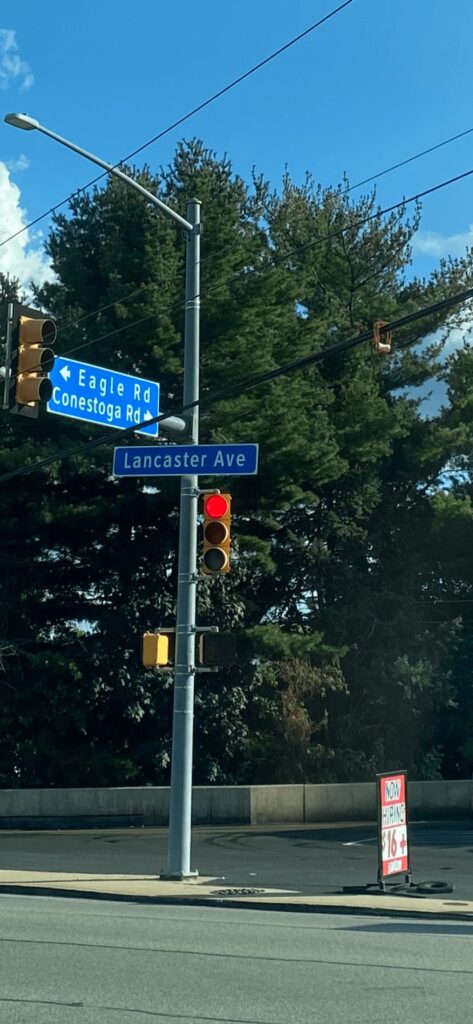 ← Eagle Rd
Conestoga Rd →
Lancaster Ave
NOW
HIRING
$16+